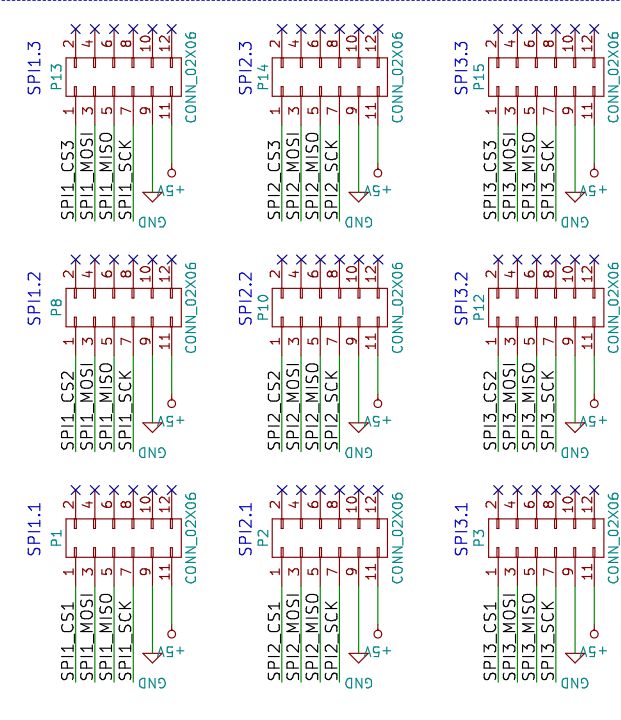 SPI1.3
P13
2
4
6
8
10
12
CONN_02X06
1
3
5
7
9
11
SPI1_CS3
SPI1_MOSI
SPI1_MISO
SPI1_SCK
GND
+5V
SPI2.3
P14
2
4
6
8
10
12
CONN_02X06
1
3
5
7
9
11
SPI2_CS3
SPI2_MOSI
SPI2_MISO
SPI2_SCK
GND
+5V
SPI3.3
P15
2
4
6
8
10
12
CONN_02X06
1
3
5
7
9
11
SPI3_CS3
SPI3_MOSI
SPI3_MISO
SPI3_SCK
GND
+5V
SPI1.2
P8
2
4
6
8
10
12
CONN_02X06
1
3
5
7
9
11
SPI1_CS2
SPI1_MOSI
SPI1_MISO
SPI1_SCK
GND
+5V
SPI2.2
P10
2
4
6
8
10
12
CONN_02X06
1
3
5
7
9
11
SPI2_CS2
SPI2_MOSI
SPI2_MISO
SPI2_SCK
GND
+5V
SPI3.2
P12
2
4
6
8
10
12
CONN_02X06
1
3
5
7
9
11
SPI3_CS2
SPI3_MOSI
SPI3_MISO
SPI3_SCK
GND
+5V
SPI1.1
P1
2
4
6
8
10
12
CONN_02X06
1
3
5
7
9
11
SPI1_CS1
SPI1_MOSI
SPI1_MISO
SPI1_SCK
GND
+5V
SPI2.1
P2
2
4
6
8
10
12
CONN_02X06
1
3
5
7
9
11
SPI2_CS1
SPI2_MOSI
SPI2_MISO
SPI2_SCK
GND
+5V
SPI3.1
P3
2
4
6
8
10
12
CONN_02X06
1
3
5
7
9
11
SPI3_CS1
SPI3_MOSI
SPI3_MISO
SPI3_SCK
GND
+5V